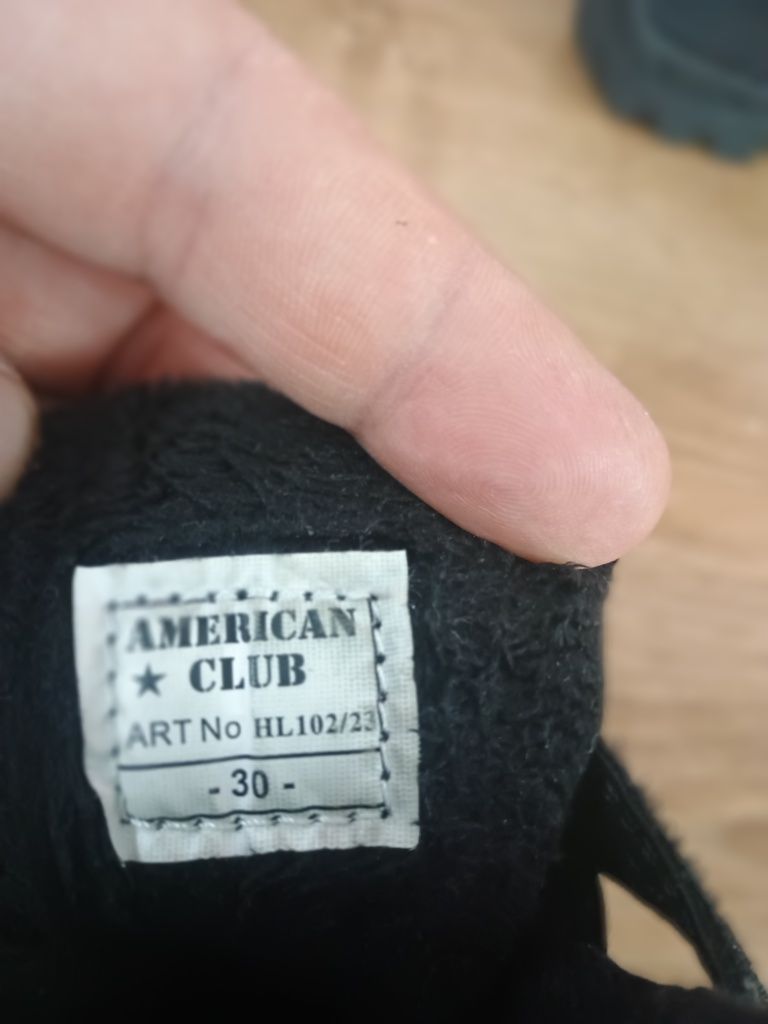 AMERICAN
★ CLUB
ART No HL102/23
- 30 -